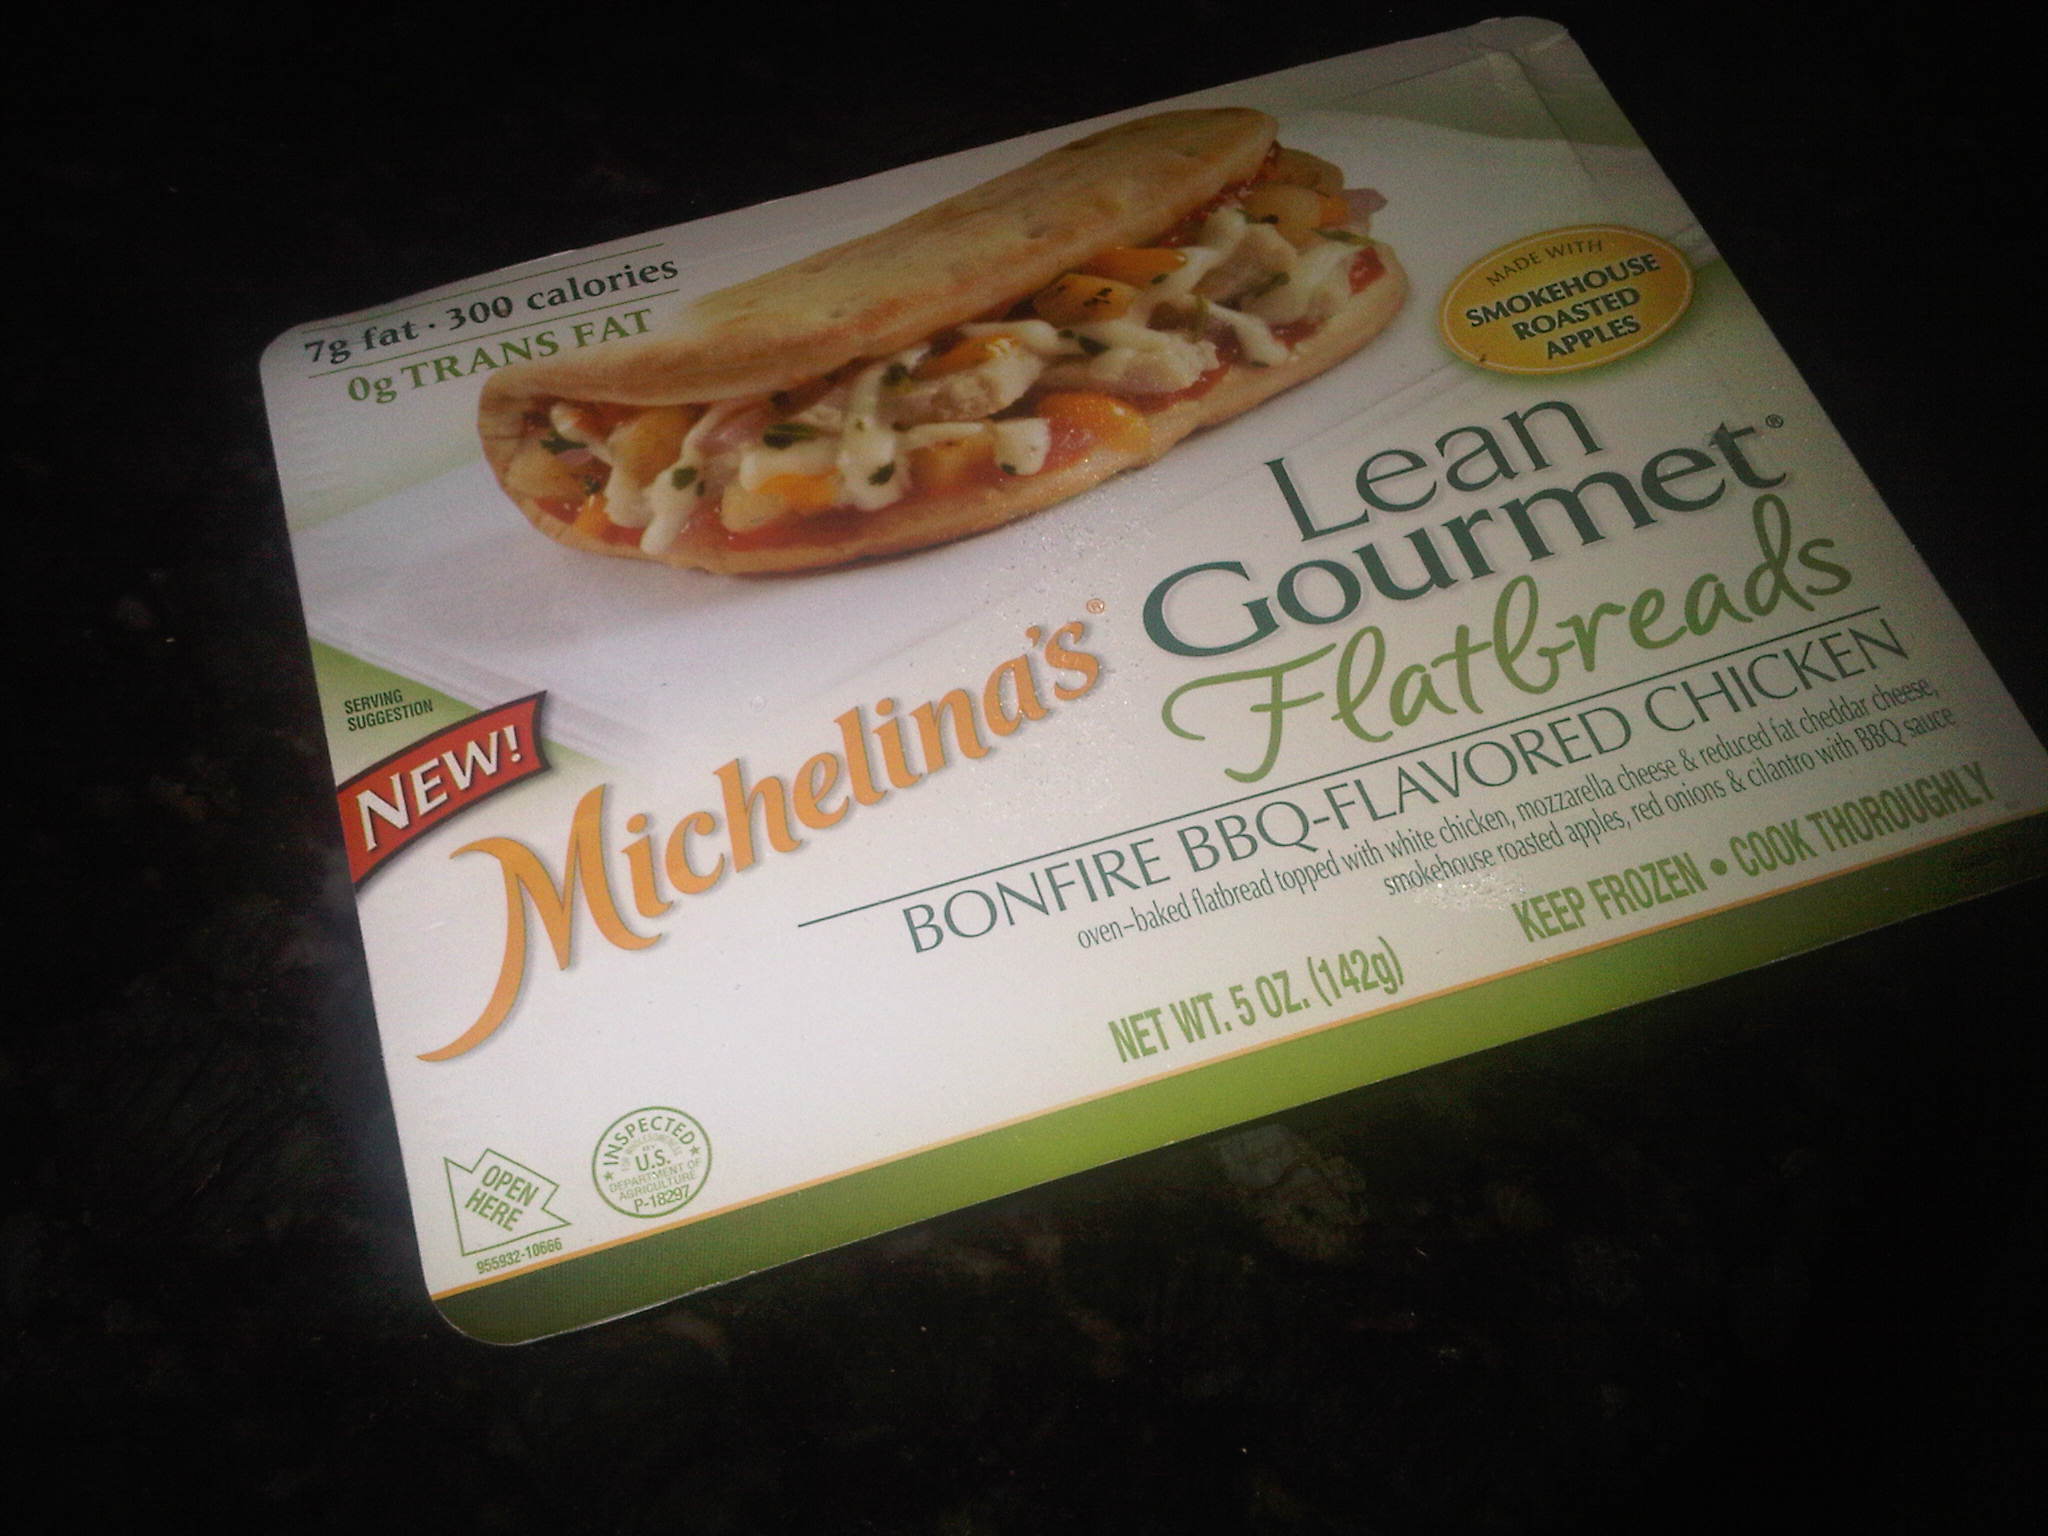 7g fat · 300 calories
0g TRANS FAT
MADE WITH
SMOKEHOUSE
ROASTED
APPLES
SERVING
SUGGESTION
NEW!
Michelina's®
Lean
Gourmet®
Flatbreads
BONFIRE BBQ-FLAVORED CHICKEN
oven-baked flatbread topped with white chicken, mozzarella cheese & reduced fat cheddar cheese,
smokehouse roasted apples, red onions & cilantro with BBQ sauce
NET WT. 5 OZ. (142g)
KEEP FROZEN • COOK THOROUGHLY
OPEN
HERE
955932-10666
INSPECTED
U.S.
DEPARTMENT OF
AGRICULTURE
P-18297